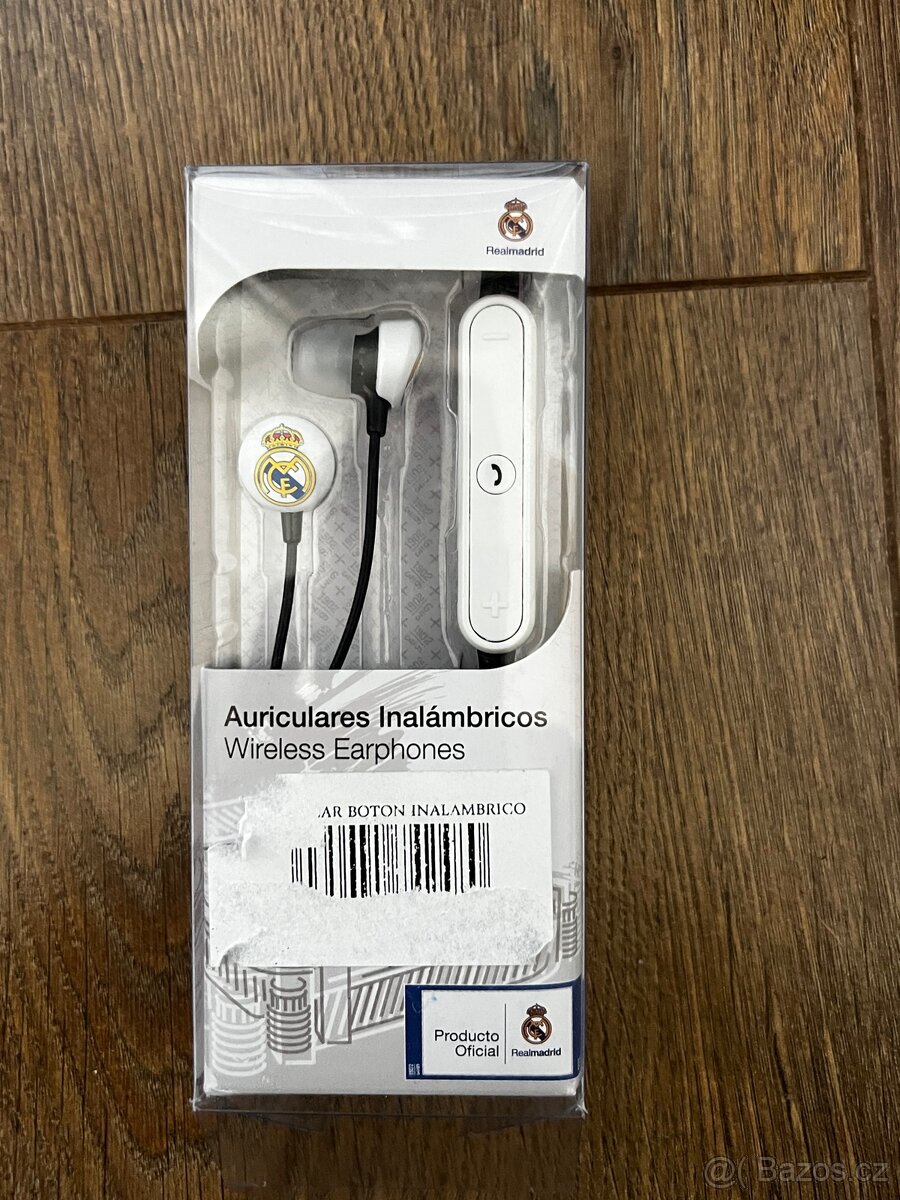 Realmadrid
Auriculares Inalámbricos
Wireless Earphones
AR BOTON INALAMBRICO
Producto
Oficial
Realmadrid
@( Bazos.cz